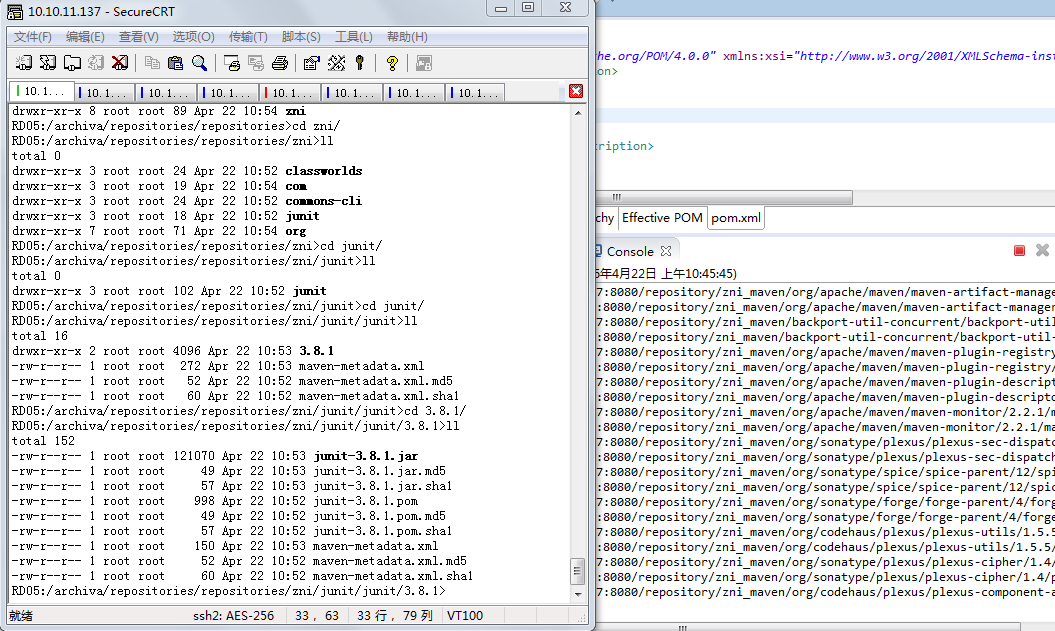 10.10.11.137 - SecureCRT
文件(F) 编辑(E) 查看(V) 选项(O) 传输(T) 脚本(S) 工具(L) 帮助(H)
10.1... 10.1... 10.1... 10.1... 10.1... 10.1... 10.1... 10.1...
drwxr-xr-x 8 root root 89 Apr 22 10:54 zni
RD05:/archiva/repositories/repositories>cd zni/
RD05:/archiva/repositories/repositories/zni>ll
total 0
drwxr-xr-x 3 root root 24 Apr 22 10:52 classworlds
drwxr-xr-x 3 root root 19 Apr 22 10:54 com
drwxr-xr-x 3 root root 24 Apr 22 10:52 commons-cli
drwxr-xr-x 3 root root 18 Apr 22 10:52 junit
drwxr-xr-x 7 root root 71 Apr 22 10:54 org
RD05:/archiva/repositories/repositories/zni>cd junit/
RD05:/archiva/repositories/repositories/zni/junit>ll
total 0
drwxr-xr-x 3 root root 102 Apr 22 10:52 junit
RD05:/archiva/repositories/repositories/zni/junit>cd junit/
RD05:/archiva/repositories/repositories/zni/junit/junit>ll
total 16
drwxr-xr-x 2 root root 4096 Apr 22 10:53 3.8.1
-rw-r--r-- 1 root root 272 Apr 22 10:53 maven-metadata.xml
-rw-r--r-- 1 root root 52 Apr 22 10:52 maven-metadata.xml.md5
-rw-r--r-- 1 root root 60 Apr 22 10:52 maven-metadata.xml.sha1
RD05:/archiva/repositories/repositories/zni/junit/junit>cd 3.8.1/
RD05:/archiva/repositories/repositories/zni/junit/junit/3.8.1>ll
total 152
-rw-r--r-- 1 root root 121070 Apr 22 10:53 junit-3.8.1.jar
-rw-r--r-- 1 root root 49 Apr 22 10:53 junit-3.8.1.jar.md5
-rw-r--r-- 1 root root 57 Apr 22 10:53 junit-3.8.1.jar.sha1
-rw-r--r-- 1 root root 998 Apr 22 10:52 junit-3.8.1.pom
-rw-r--r-- 1 root root 49 Apr 22 10:52 junit-3.8.1.pom.md5
-rw-r--r-- 1 root root 57 Apr 22 10:52 junit-3.8.1.pom.sha1
-rw-r--r-- 1 root root 150 Apr 22 10:53 maven-metadata.xml
-rw-r--r-- 1 root root 52 Apr 22 10:52 maven-metadata.xml.md5
-rw-r--r-- 1 root root 60 Apr 22 10:52 maven-metadata.xml.sha1
RD05:/archiva/repositories/repositories/zni/junit/junit/3.8.1>
就绪 ssh2: AES-256 33 , 63 33 行 , 79 列 VT100
he.org/POM/4.0.0" xmlns:xsi="http://www.w3.org/2001/XMLSchema-inst
on>
ription>
chy Effective POM pom.xml
Console
年4月22日 上午10:45:45)
7:8080/repository/zni_maven/org/apache/maven/maven-artifact-manage
7:8080/repository/zni_maven/org/apache/maven/maven-artifact-manage
7:8080/repository/zni_maven/backport-util-concurrent/backport-util
7:8080/repository/zni_maven/backport-util-concurrent/backport-util
7:8080/repository/zni_maven/org/apache/maven/maven-plugin-registry
7:8080/repository/zni_maven/org/apache/maven/maven-plugin-registry/
7:8080/repository/zni_maven/org/apache/maven/maven-plugin-descript
7:8080/repository/zni_maven/org/apache/maven/maven-plugin-descripto
7:8080/repository/zni_maven/org/apache/maven/maven-monitor/2.2.1/m
7:8080/repository/zni_maven/org/apache/maven/maven-monitor/2.2.1/ma
7:8080/repository/zni_maven/org/sonatype/plexus/plexus-sec-dispatc
7:8080/repository/zni_maven/org/sonatype/plexus/plexus-sec-dispatch
7:8080/repository/zni_maven/org/sonatype/spice/spice-parent/12/spi
7:8080/repository/zni_maven/org/sonatype/spice/spice-parent/12/spic
7:8080/repository/zni_maven/org/sonatype/forge/forge-parent/4/forg
7:8080/repository/zni_maven/org/sonatype/forge/forge-parent/4/forge
7:8080/repository/zni_maven/org/codehaus/plexus/plexus-utils/1.5.5
7:8080/repository/zni_maven/org/codehaus/plexus/plexus-utils/1.5.5/
7:8080/repository/zni_maven/org/sonatype/plexus/plexus-cipher/1.4/
7:8080/repository/zni_maven/org/sonatype/plexus/plexus-cipher/1.4/p
7:8080/repository/zni_maven/org/codehaus/plexus/plexus-component-a